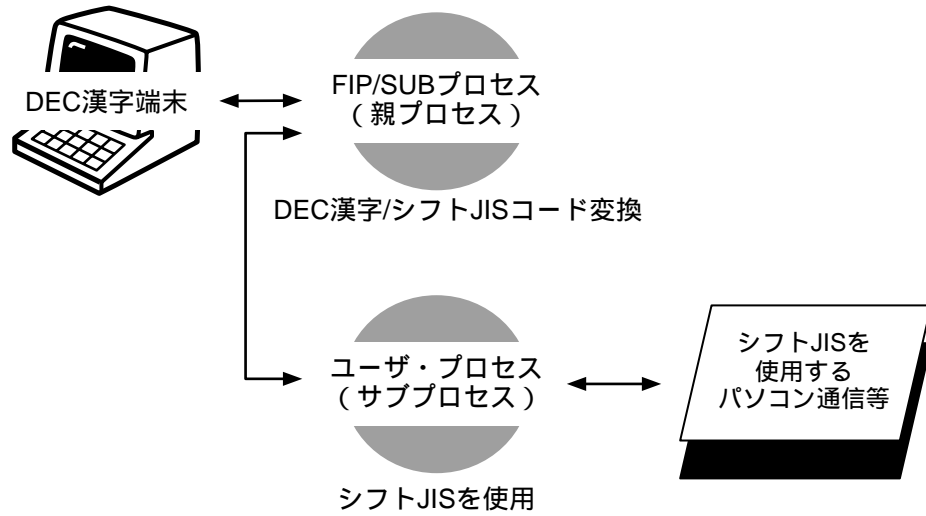 DEC漢字端末
FIP/SUBプロセス
（親プロセス）
DEC漢字/シフトJISコード変換
ユーザ・プロセス
（サブプロセス）
シフトJISを使用
シフトJISを
使用する
パソコン通信等